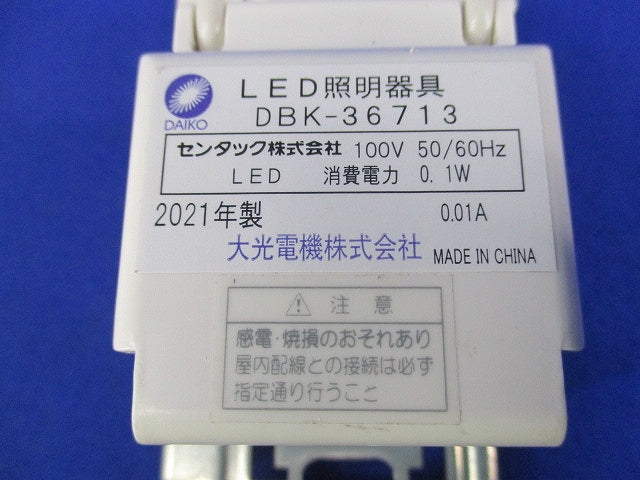 DAIKO
LED照明器具
DBK-36713
センタック株式会社 100V 50/60Hz
LED 消費電力 0.1W
2021年製 0.01A
大光電機株式会社 MADE IN CHINA
⚠ 注意
感電・焼損のおそれあり
屋内配線との接続は必ず
指定通り行うこと